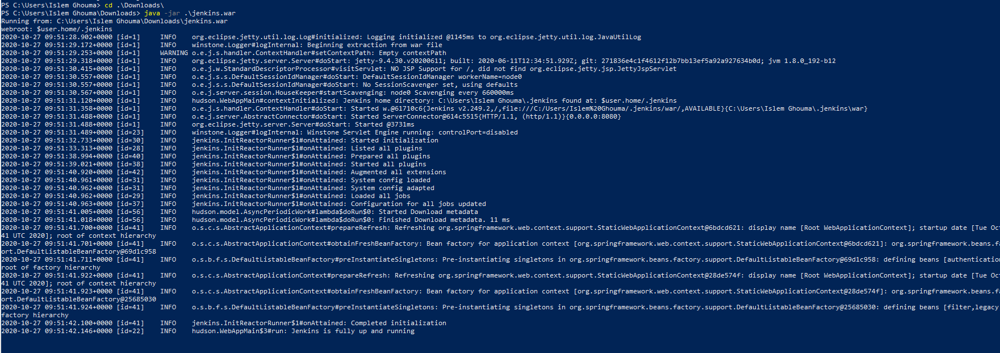 PS C:\Users\Islem Ghouma> cd .\Downloads\
PS C:\Users\Islem Ghouma\Downloads> java -jar .\jenkins.war
Running from: C:\Users\Islem Ghouma\Downloads\jenkins.war
webroot: $user.home/.jenkins
2020-10-27 09:51:28.902+0000 [id=1]     INFO    org.eclipse.jetty.util.log.Log#initialized: Logging initialized @1145ms to org.eclipse.jetty.util.log.JavaUtilLog
2020-10-27 09:51:29.172+0000 [id=1]     INFO    winstone.Logger#logInternal: Beginning extraction from war file
2020-10-27 09:51:29.253+0000 [id=1]     WARNING o.e.j.s.handler.ContextHandler#setContextPath: Empty contextPath
2020-10-27 09:51:29.318+0000 [id=1]     INFO    org.eclipse.jetty.server.Server#doStart: jetty-9.4.30.v20200611; built: 2020-06-11T12:34:51.929Z; git: 271836e4c1f4612f12b7bb13ef5a92a927634b0d; jvm 1.8.0_192-b12
2020-10-27 09:51:30.415+0000 [id=1]     INFO    o.e.j.w.StandardDescriptorProcessor#visitServlet: NO JSP Support for /, did not find org.eclipse.jetty.jsp.JettyJspServlet
2020-10-27 09:51:30.557+0000 [id=1]     INFO    o.e.j.s.s.DefaultSessionIdManager#doStart: DefaultSessionIdManager workerName=node0
2020-10-27 09:51:30.557+0000 [id=1]     INFO    o.e.j.s.s.DefaultSessionIdManager#doStart: No SessionScavenger set, using defaults
2020-10-27 09:51:30.567+0000 [id=1]     INFO    o.e.j.server.session.HouseKeeper#startScavenging: node0 Scavenging every 660000ms
2020-10-27 09:51:31.120+0000 [id=1]     INFO    hudson.WebAppMain#contextInitialized: Jenkins home directory: C:\Users\Islem Ghouma\.jenkins found at: $user.home/.jenkins
2020-10-27 09:51:31.358+0000 [id=1]     INFO    o.e.j.s.handler.ContextHandler#doStart: Started w.@61710c6{Jenkins v2.249.2,/,file:///C:/Users/Islem%20Ghouma/.jenkins/war/,AVAILABLE}{C:\Users\Islem Ghouma\.jenkins\war}
2020-10-27 09:51:31.488+0000 [id=1]     INFO    o.e.j.server.AbstractConnector#doStart: Started ServerConnector@614c5515{HTTP/1.1, (http/1.1)}{0.0.0.0:8080}
2020-10-27 09:51:31.488+0000 [id=1]     INFO    org.eclipse.jetty.server.Server#doStart: Started @3731ms
2020-10-27 09:51:31.489+0000 [id=23]    INFO    winstone.Logger#logInternal: Winstone Servlet Engine running: controlPort=disabled
2020-10-27 09:51:32.733+0000 [id=30]    INFO    jenkins.InitReactorRunner$1#onAttained: Started initialization
2020-10-27 09:51:33.313+0000 [id=28]    INFO    jenkins.InitReactorRunner$1#onAttained: Listed all plugins
2020-10-27 09:51:38.994+0000 [id=40]    INFO    jenkins.InitReactorRunner$1#onAttained: Prepared all plugins
2020-10-27 09:51:39.021+0000 [id=38]    INFO    jenkins.InitReactorRunner$1#onAttained: Started all plugins
2020-10-27 09:51:40.920+0000 [id=42]    INFO    jenkins.InitReactorRunner$1#onAttained: Augmented all extensions
2020-10-27 09:51:40.961+0000 [id=31]    INFO    jenkins.InitReactorRunner$1#onAttained: System config loaded
2020-10-27 09:51:40.962+0000 [id=31]    INFO    jenkins.InitReactorRunner$1#onAttained: System config adapted
2020-10-27 09:51:40.962+0000 [id=29]    INFO    jenkins.InitReactorRunner$1#onAttained: Loaded all jobs
2020-10-27 09:51:40.963+0000 [id=37]    INFO    jenkins.InitReactorRunner$1#onAttained: Configuration for all jobs updated
2020-10-27 09:51:41.005+0000 [id=56]    INFO    hudson.model.AsyncPeriodicWork#lambda$doRun$0: Started Download metadata
2020-10-27 09:51:41.018+0000 [id=56]    INFO    hudson.model.AsyncPeriodicWork#lambda$doRun$0: Finished Download metadata. 11 ms
2020-10-27 09:51:41.700+0000 [id=41]    INFO    o.s.c.s.AbstractApplicationContext#prepareRefresh: Refreshing org.springframework.web.context.support.StaticWebApplicationContext@6bdcd621: display name [Root WebApplicationContext]; startup date [Tue Oc
41 UTC 2020]; root of context hierarchy
2020-10-27 09:51:41.701+0000 [id=41]    INFO    o.s.c.s.AbstractApplicationContext#obtainFreshBeanFactory: Bean factory for application context [org.springframework.web.context.support.StaticWebApplicationContext@6bdcd621]: org.springframework.beans.fa
ort.DefaultListableBeanFactory@69d1c958
2020-10-27 09:51:41.711+0000 [id=41]    INFO    o.s.b.f.s.DefaultListableBeanFactory#preInstantiateSingletons: Pre-instantiating singletons in org.springframework.beans.factory.support.DefaultListableBeanFactory@69d1c958: defining beans [authentication
root of factory hierarchy
2020-10-27 09:51:41.922+0000 [id=41]    INFO    o.s.c.s.AbstractApplicationContext#prepareRefresh: Refreshing org.springframework.web.context.support.StaticWebApplicationContext@28de574f: display name [Root WebApplicationContext]; startup date [Tue Oc
41 UTC 2020]; root of context hierarchy
2020-10-27 09:51:41.923+0000 [id=41]    INFO    o.s.c.s.AbstractApplicationContext#obtainFreshBeanFactory: Bean factory for application context [org.springframework.web.context.support.StaticWebApplicationContext@28de574f]: org.springframework.beans.fa
ort.DefaultListableBeanFactory@25685030
2020-10-27 09:51:41.924+0000 [id=41]    INFO    o.s.b.f.s.DefaultListableBeanFactory#preInstantiateSingletons: Pre-instantiating singletons in org.springframework.beans.factory.support.DefaultListableBeanFactory@25685030: defining beans [filter,legacy
factory hierarchy
2020-10-27 09:51:42.100+0000 [id=41]    INFO    jenkins.InitReactorRunner$1#onAttained: Completed initialization
2020-10-27 09:51:42.146+0000 [id=22]    INFO    hudson.WebAppMain$3#run: Jenkins is fully up and running